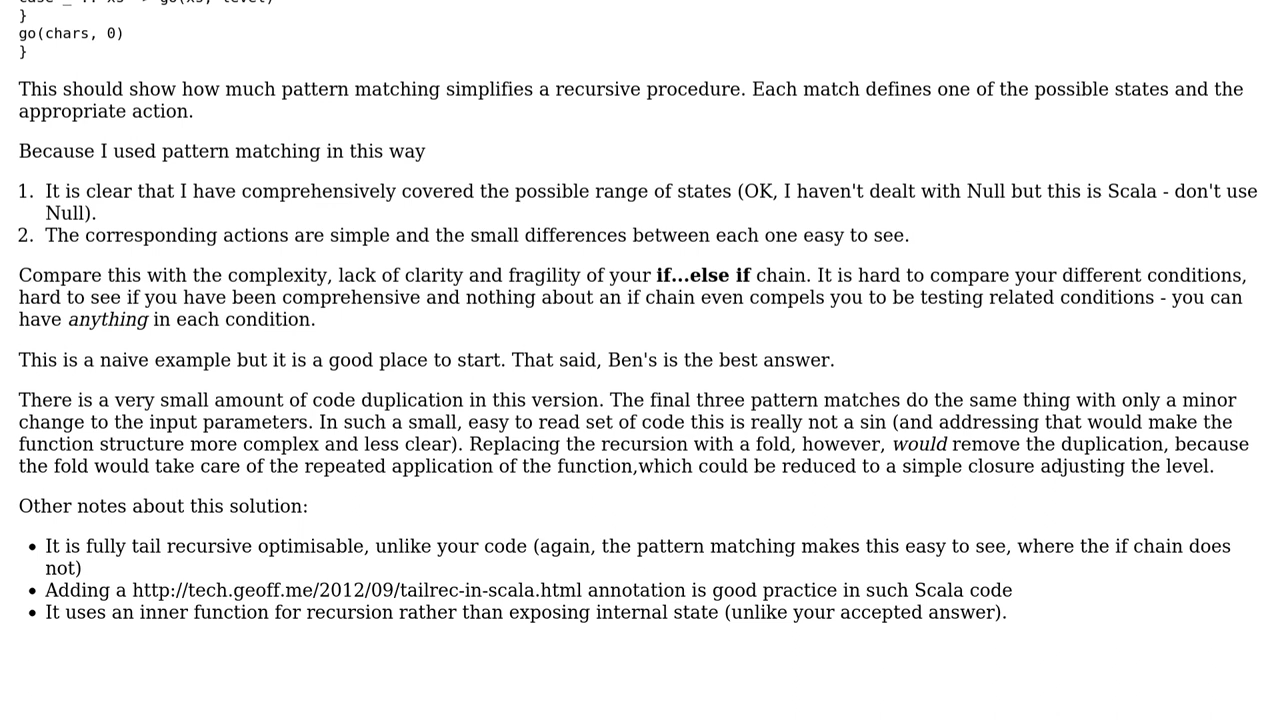 case _ :: xs => go(xs, level)
}
go(chars, 0)
}
This should show how much pattern matching simplifies a recursive procedure. Each match defines one of the possible states and the
appropriate action.
Because I used pattern matching in this way
1. It is clear that I have comprehensively covered the possible range of states (OK, I haven't dealt with Null but this is Scala - don't use
Null).
2. The corresponding actions are simple and the small differences between each one easy to see.
Compare this with the complexity, lack of clarity and fragility of your if...else if chain. It is hard to compare your different conditions,
hard to see if you have been comprehensive and nothing about an if chain even compels you to be testing related conditions - you can
have anything in each condition.
This is a naive example but it is a good place to start. That said, Ben's is the best answer.
There is a very small amount of code duplication in this version. The final three pattern matches do the same thing with only a minor
change to the input parameters. In such a small, easy to read set of code this is really not a sin (and addressing that would make the
function structure more complex and less clear). Replacing the recursion with a fold, however, would remove the duplication, because
the fold would take care of the repeated application of the function,which could be reduced to a simple closure adjusting the level.
Other notes about this solution:
• It is fully tail recursive optimisable, unlike your code (again, the pattern matching makes this easy to see, where the if chain does
not)
• Adding a http://tech.geoff.me/2012/09/tailrec-in-scala.html annotation is good practice in such Scala code
• It uses an inner function for recursion rather than exposing internal state (unlike your accepted answer).